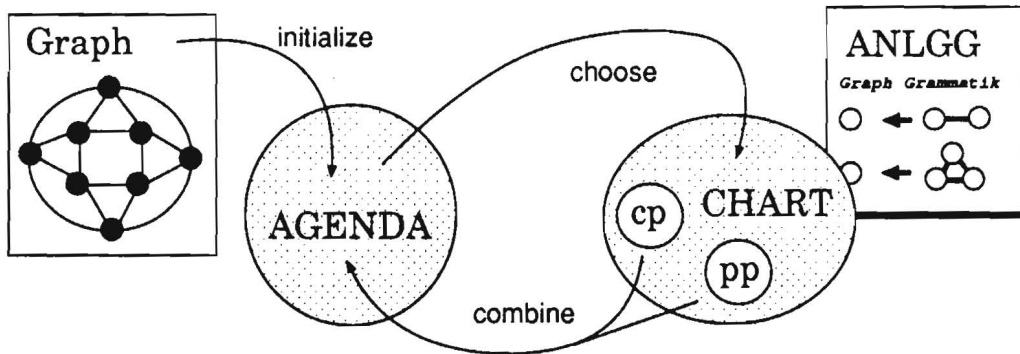 Graph
initialize
choose
ANLGG
Graph Grammatik
AGENDA
cp
CHART
pp
combine